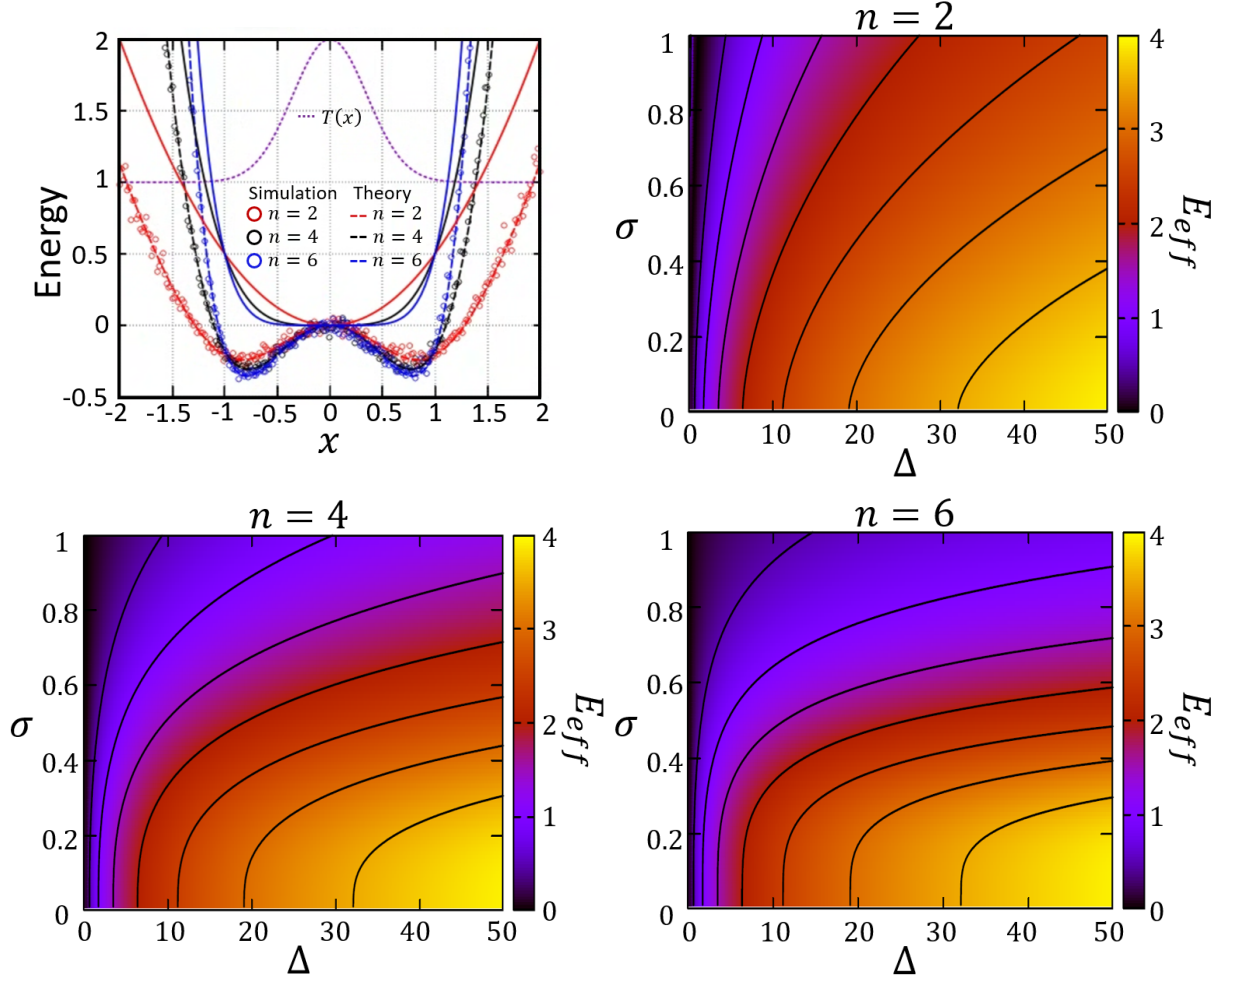 2
1.5
1
0.5
0
-0.5
-2 -1.5 -1 -0.5 0 0.5 1 1.5 2
Energy
x
T(x)
Simulation Theory
n = 2 n = 2
n = 4 n = 4
n = 6 n = 6
n = 2
1
0.8
0.6
0.4
0.2
0
σ
0 10 20 30 40 50
Δ
4
3
2
1
0
E_eff
n = 4
1
0.8
0.6
0.4
0.2
0
σ
0 10 20 30 40 50
Δ
4
3
2
1
0
E_eff
n = 6
1
0.8
0.6
0.4
0.2
0
σ
0 10 20 30 40 50
Δ
4
3
2
1
0
E_eff